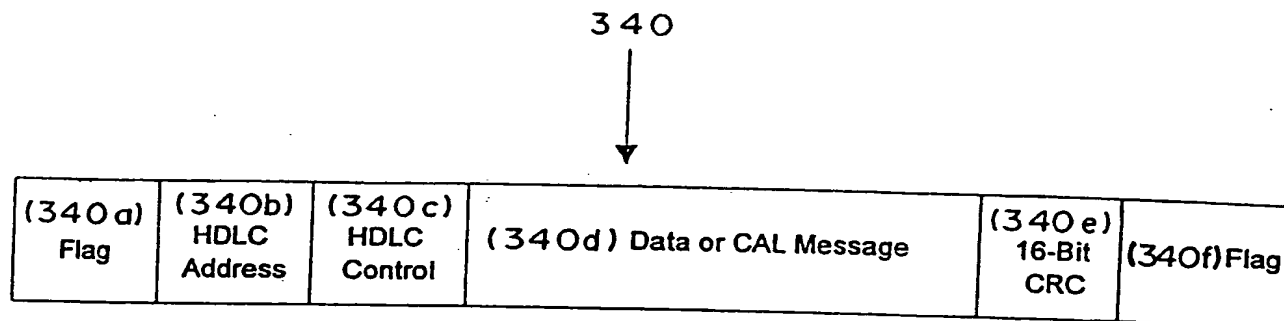 340
(340a)
Flag
(340b)
HDLC
Address
(340c)
HDLC
Control
(340d) Data or CAL Message
(340e)
16-Bit
CRC
(340f) Flag